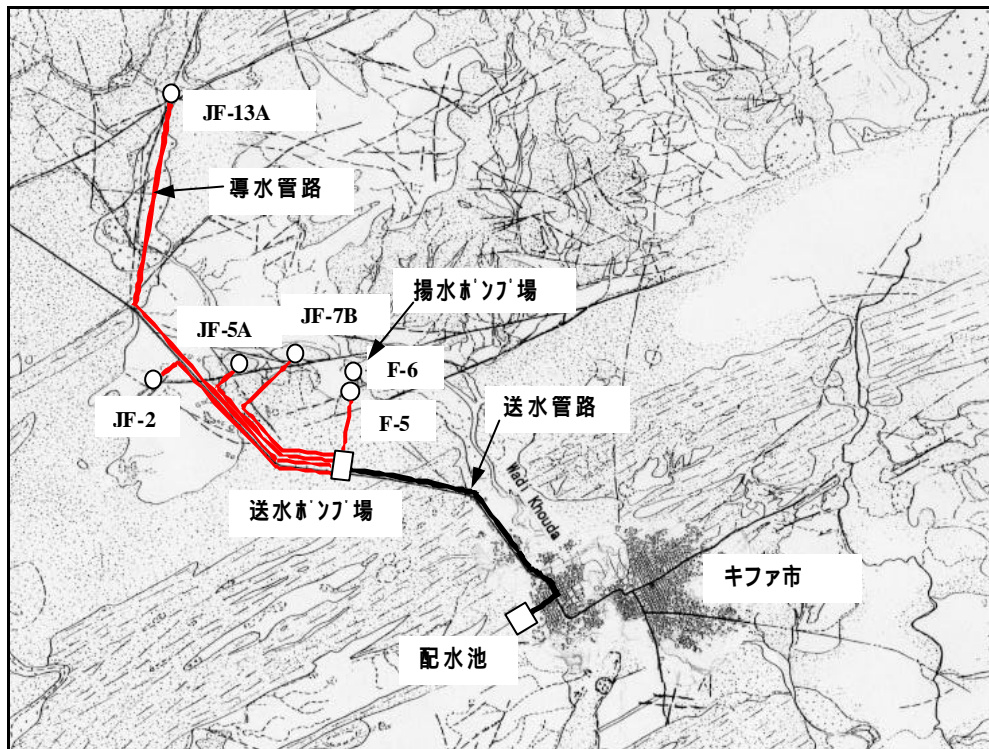 JF-13A
導水管路
揚水ﾎﾟﾝﾌﾟ場
JF-7B
JF-5A
F-6
送水管路
JF-2
F-5
Wadi Khouda
送水ﾎﾟﾝﾌﾟ場
キファ市
配水池